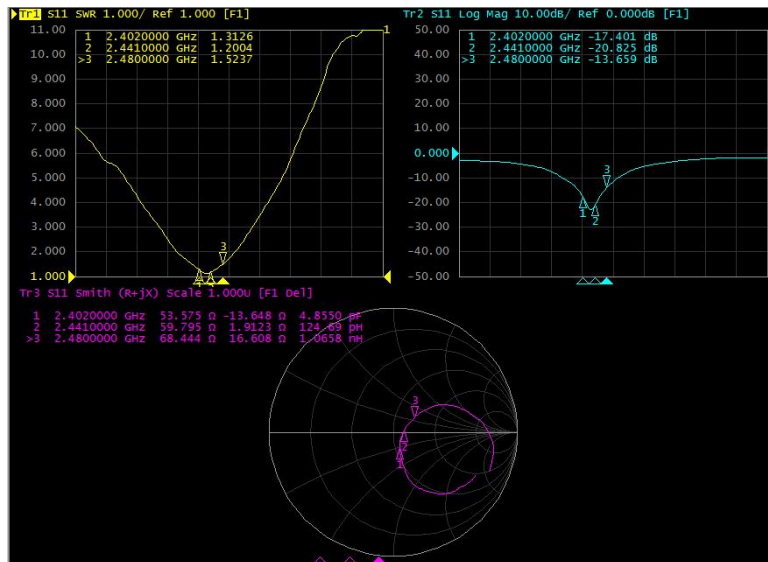 Tr1 S11 SWR 1.000/ Ref 1.000 [F1]
11.00
1 2.4020000 GHz 1.3126
2 2.4410000 GHz 1.2004
>3 2.4800000 GHz 1.5237
10.00
9.000
8.000
7.000
6.000
5.000
4.000
3.000
2.000
1.000
1
3
Tr2 S11 Log Mag 10.00dB/ Ref 0.000dB [F1]
50.00
1 2.4020000 GHz -17.401 dB
2 2.4410000 GHz -20.825 dB
>3 2.4800000 GHz -13.659 dB
40.00
30.00
20.00
10.00
0.000
-10.00
-20.00
-30.00
-40.00
-50.00
3
1
2
Tr3 S11 Smith (R+jX) Scale 1.000U [F1 Del]
1 2.4020000 GHz 53.575 Ω -13.648 Ω 4.8550 pF
2 2.4410000 GHz 59.795 Ω 1.9123 Ω 124.69 pH
>3 2.4800000 GHz 68.444 Ω 16.608 Ω 1.0658 nH
3
2
1